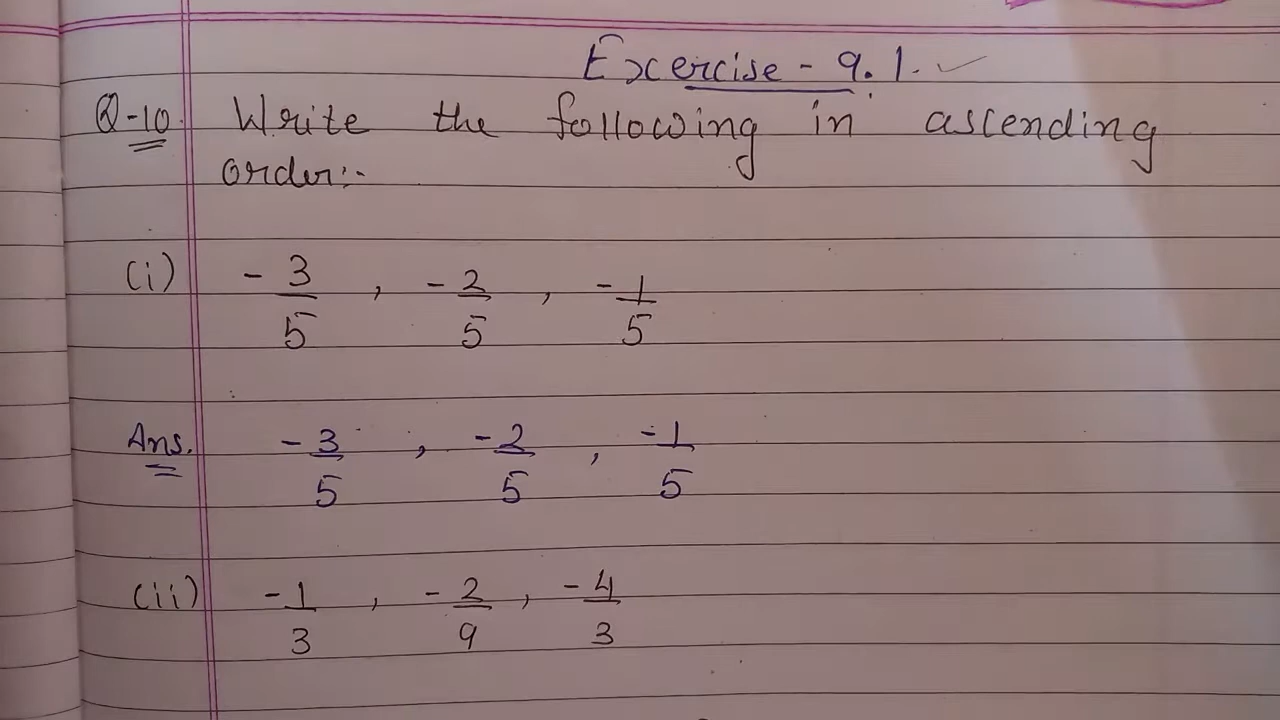 Excercise - 9.1.
Q-10. Write the following in ascending
order:-
(i) -3/5 , -2/5 , -1/5
Ans. -3/5 , -2/5 , -1/5
(ii) -1/3 , -2/9 , -4/3